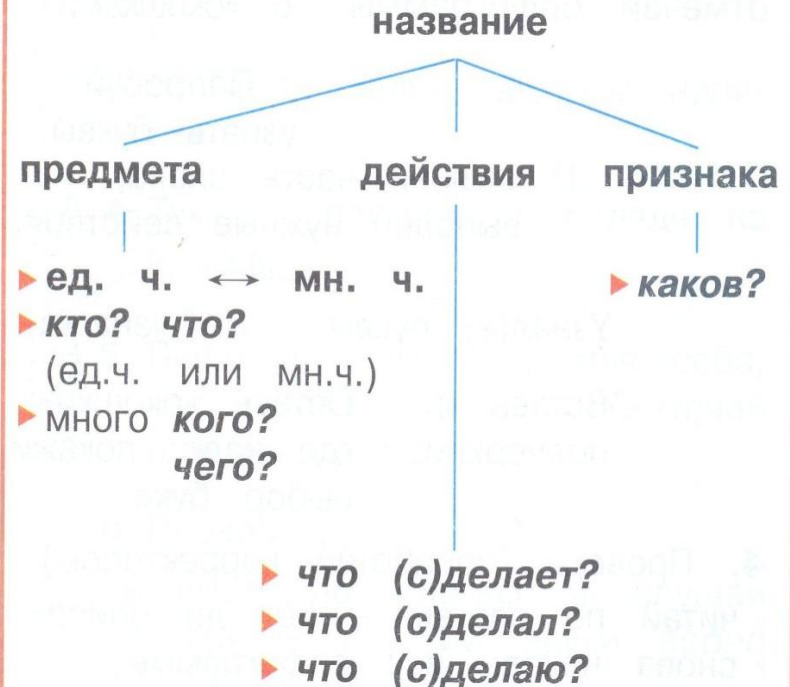 название
предмета действия признака
▶ ед. ч. ↔ мн. ч.
▶ каков?
▶ кто? что?
(ед.ч. или мн.ч.)
▶ много кого?
чего?
▶ что (с)делает?
▶ что (с)делал?
▶ что (с)делаю?